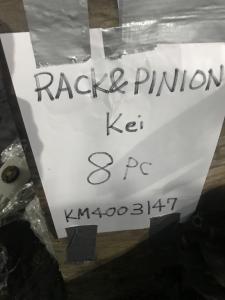 RACK&PINION
Kei
8 PC
KM4003147